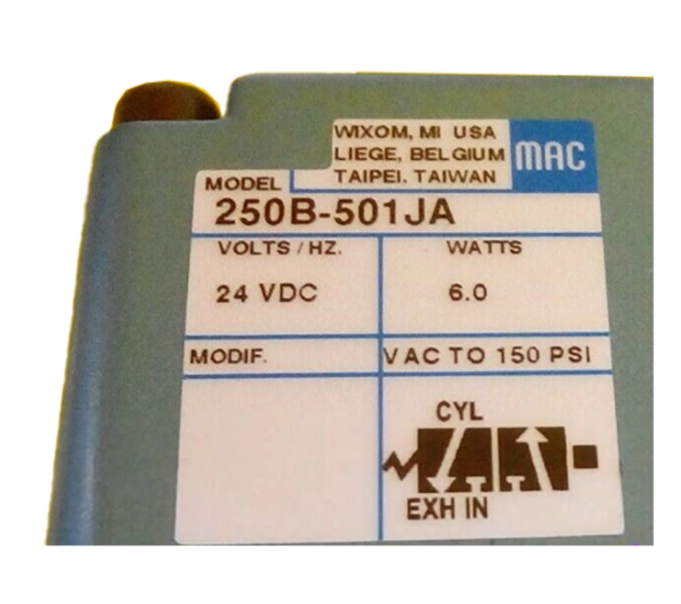 WIXOM, MI USA
LIEGE, BELGIUM
TAIPEI. TAIWAN
MAC
MODEL
250B-501JA
VOLTS / HZ.
WATTS
24 VDC
6.0
MODIF.
VAC TO 150 PSI
CYL
EXH IN